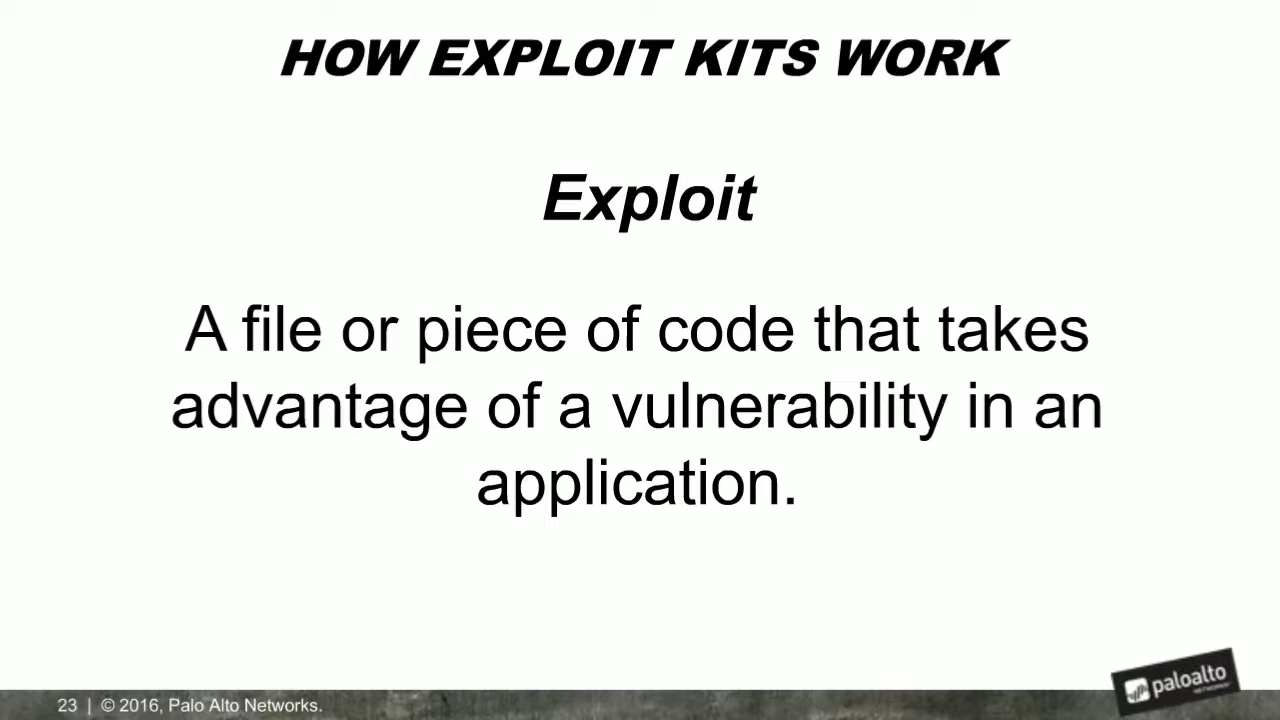 HOW EXPLOIT KITS WORK
Exploit
A file or piece of code that takes
advantage of a vulnerability in an
application.
23 | © 2016, Palo Alto Networks.
paloalto
NETWORKS